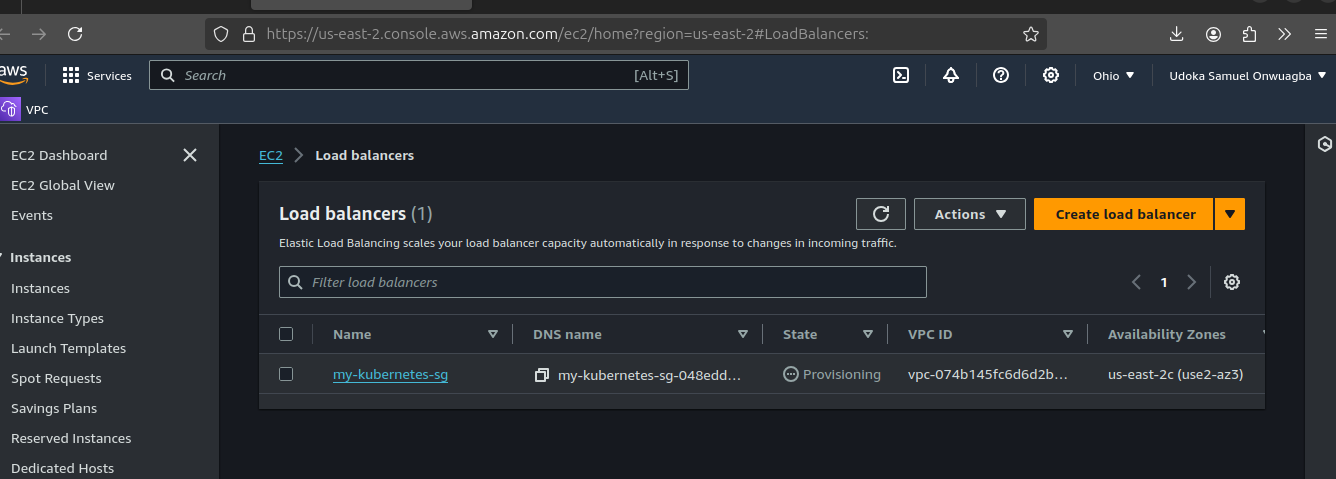 https://us-east-2.console.aws.amazon.com/ec2/home?region=us-east-2#LoadBalancers:
aws Services Search [Alt+S] Ohio Udoka Samuel Onwuagba
VPC
EC2 Dashboard
EC2 Global View
Events
Instances
Instances
Instance Types
Launch Templates
Spot Requests
Savings Plans
Reserved Instances
Dedicated Hosts
EC2 Load balancers
Load balancers (1) Actions Create load balancer
Elastic Load Balancing scales your load balancer capacity automatically in response to changes in incoming traffic.
Filter load balancers 1
Name DNS name State VPC ID Availability Zones
my-kubernetes-sg my-kubernetes-sg-048edd... Provisioning vpc-074b145fc6d6d2b... us-east-2c (use2-az3)